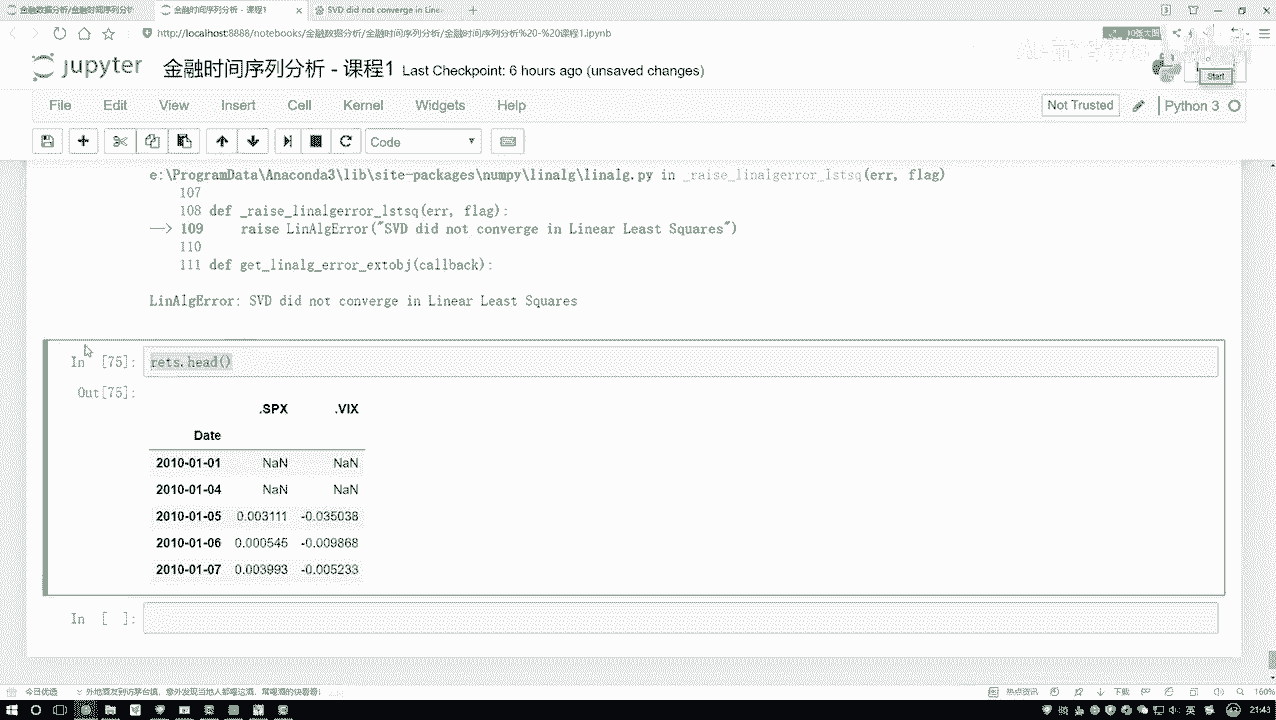 金融数据分析/金融时间序列分析 金融时间序列分析 - 课程1 × SVD did not converge in Line
http://localhost:8888/notebooks/金融数据分析/金融时间序列分析/金融时间序列分析%20-%20课程1.ipynb
jupyter 金融时间序列分析 - 课程1 Last Checkpoint: 6 hours ago (unsaved changes)
Start
File Edit View Insert Cell Kernel Widgets Help Not Trusted Python 3
Code
e:\ProgramData\Anaconda3\lib\site-packages\numpy\linalg\linalg.py in _raise_linalgerror_lstsq(err, flag)
107
108 def _raise_linalgerror_lstsq(err, flag):
--> 109 raise LinAlgError("SVD did not converge in Linear Least Squares")
110
111 def get_linalg_error_extobj(callback):
LinAlgError: SVD did not converge in Linear Least Squares
In [75]: rets.head()
Out[75]:
.SPX .VIX
Date
2010-01-01 NaN NaN
2010-01-04 NaN NaN
2010-01-05 0.003111 -0.035038
2010-01-06 0.000545 -0.009868
2010-01-07 0.003993 -0.005233
In [ ]:
今日优选 热点资讯 下载 160%
21:43